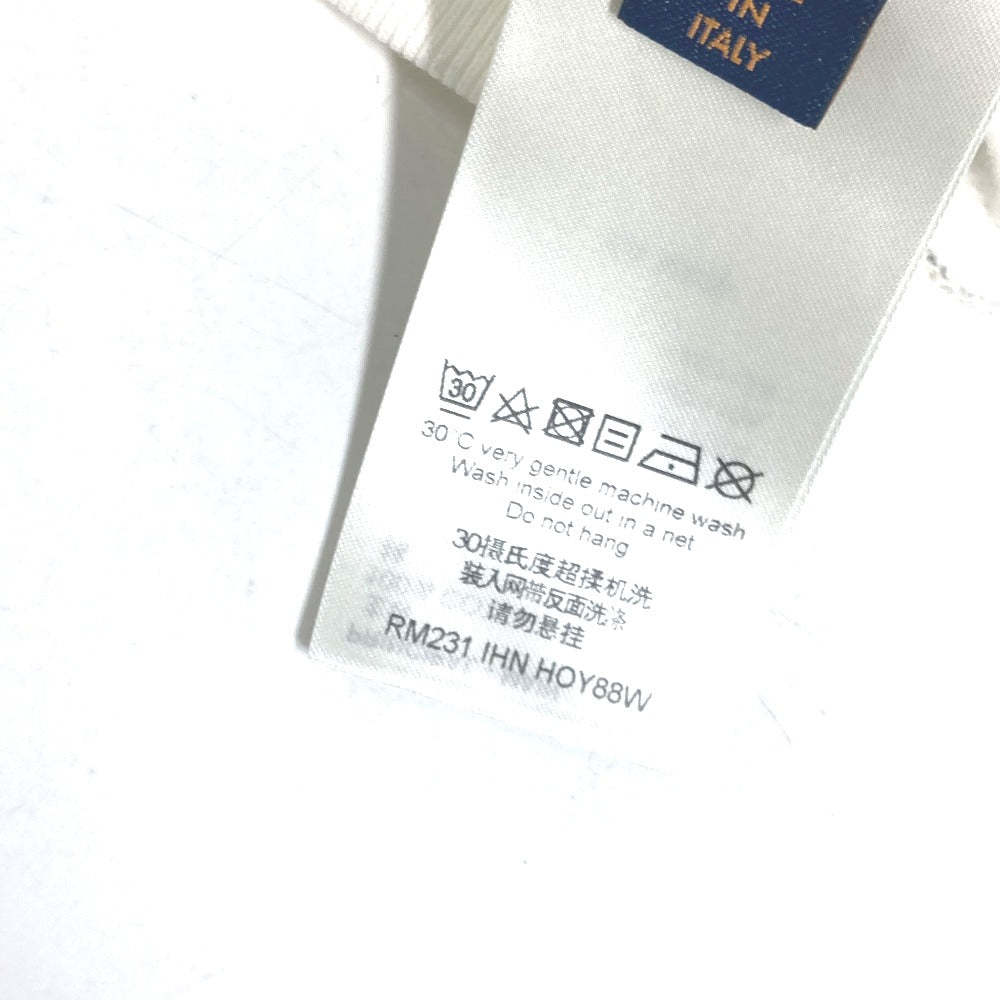 IN
ITALY
30
30°C very gentle machine wash
Wash inside out in a net
Do not hang
30摄氏度超揉机洗
装入网带反面洗涤
请勿悬挂
RM231 IHN HOY88W